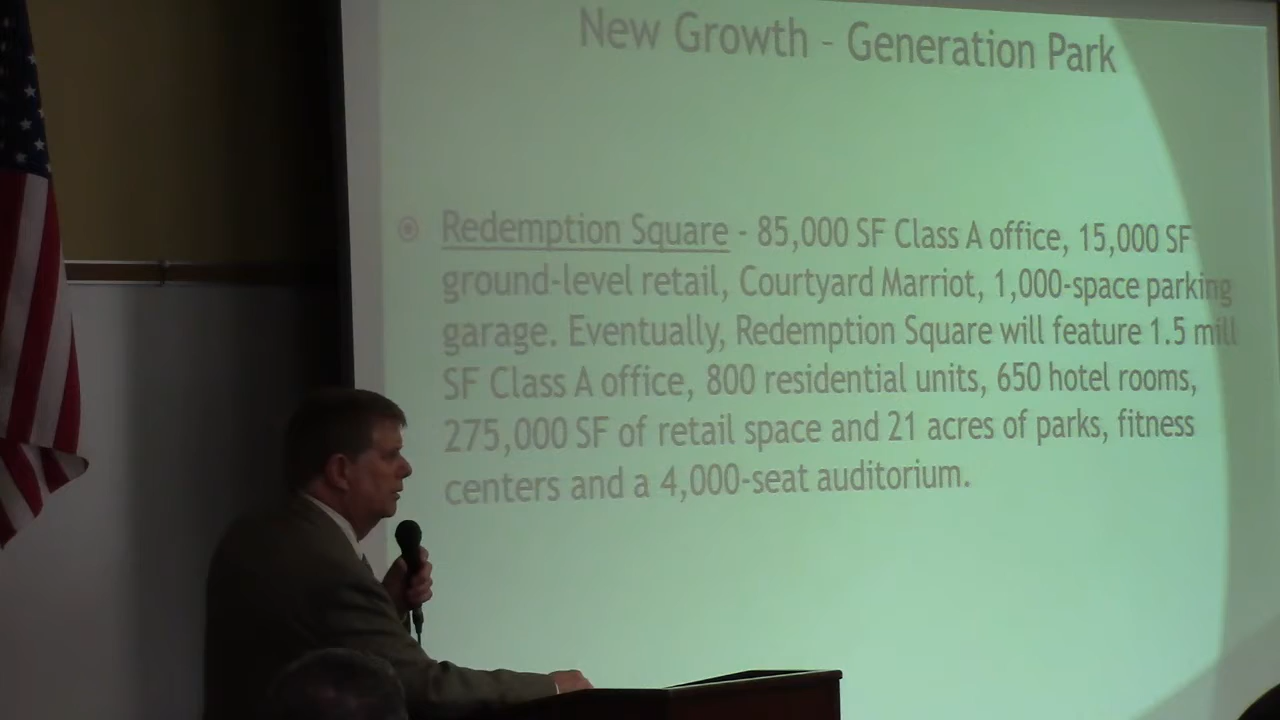 New Growth - Generation Park
Redemption Square - 85,000 SF Class A office, 15,000 SF
ground-level retail, Courtyard Marriot, 1,000-space parking
garage. Eventually, Redemption Square will feature 1.5 mill
SF Class A office, 800 residential units, 650 hotel rooms,
275,000 SF of retail space and 21 acres of parks, fitness
centers and a 4,000-seat auditorium.